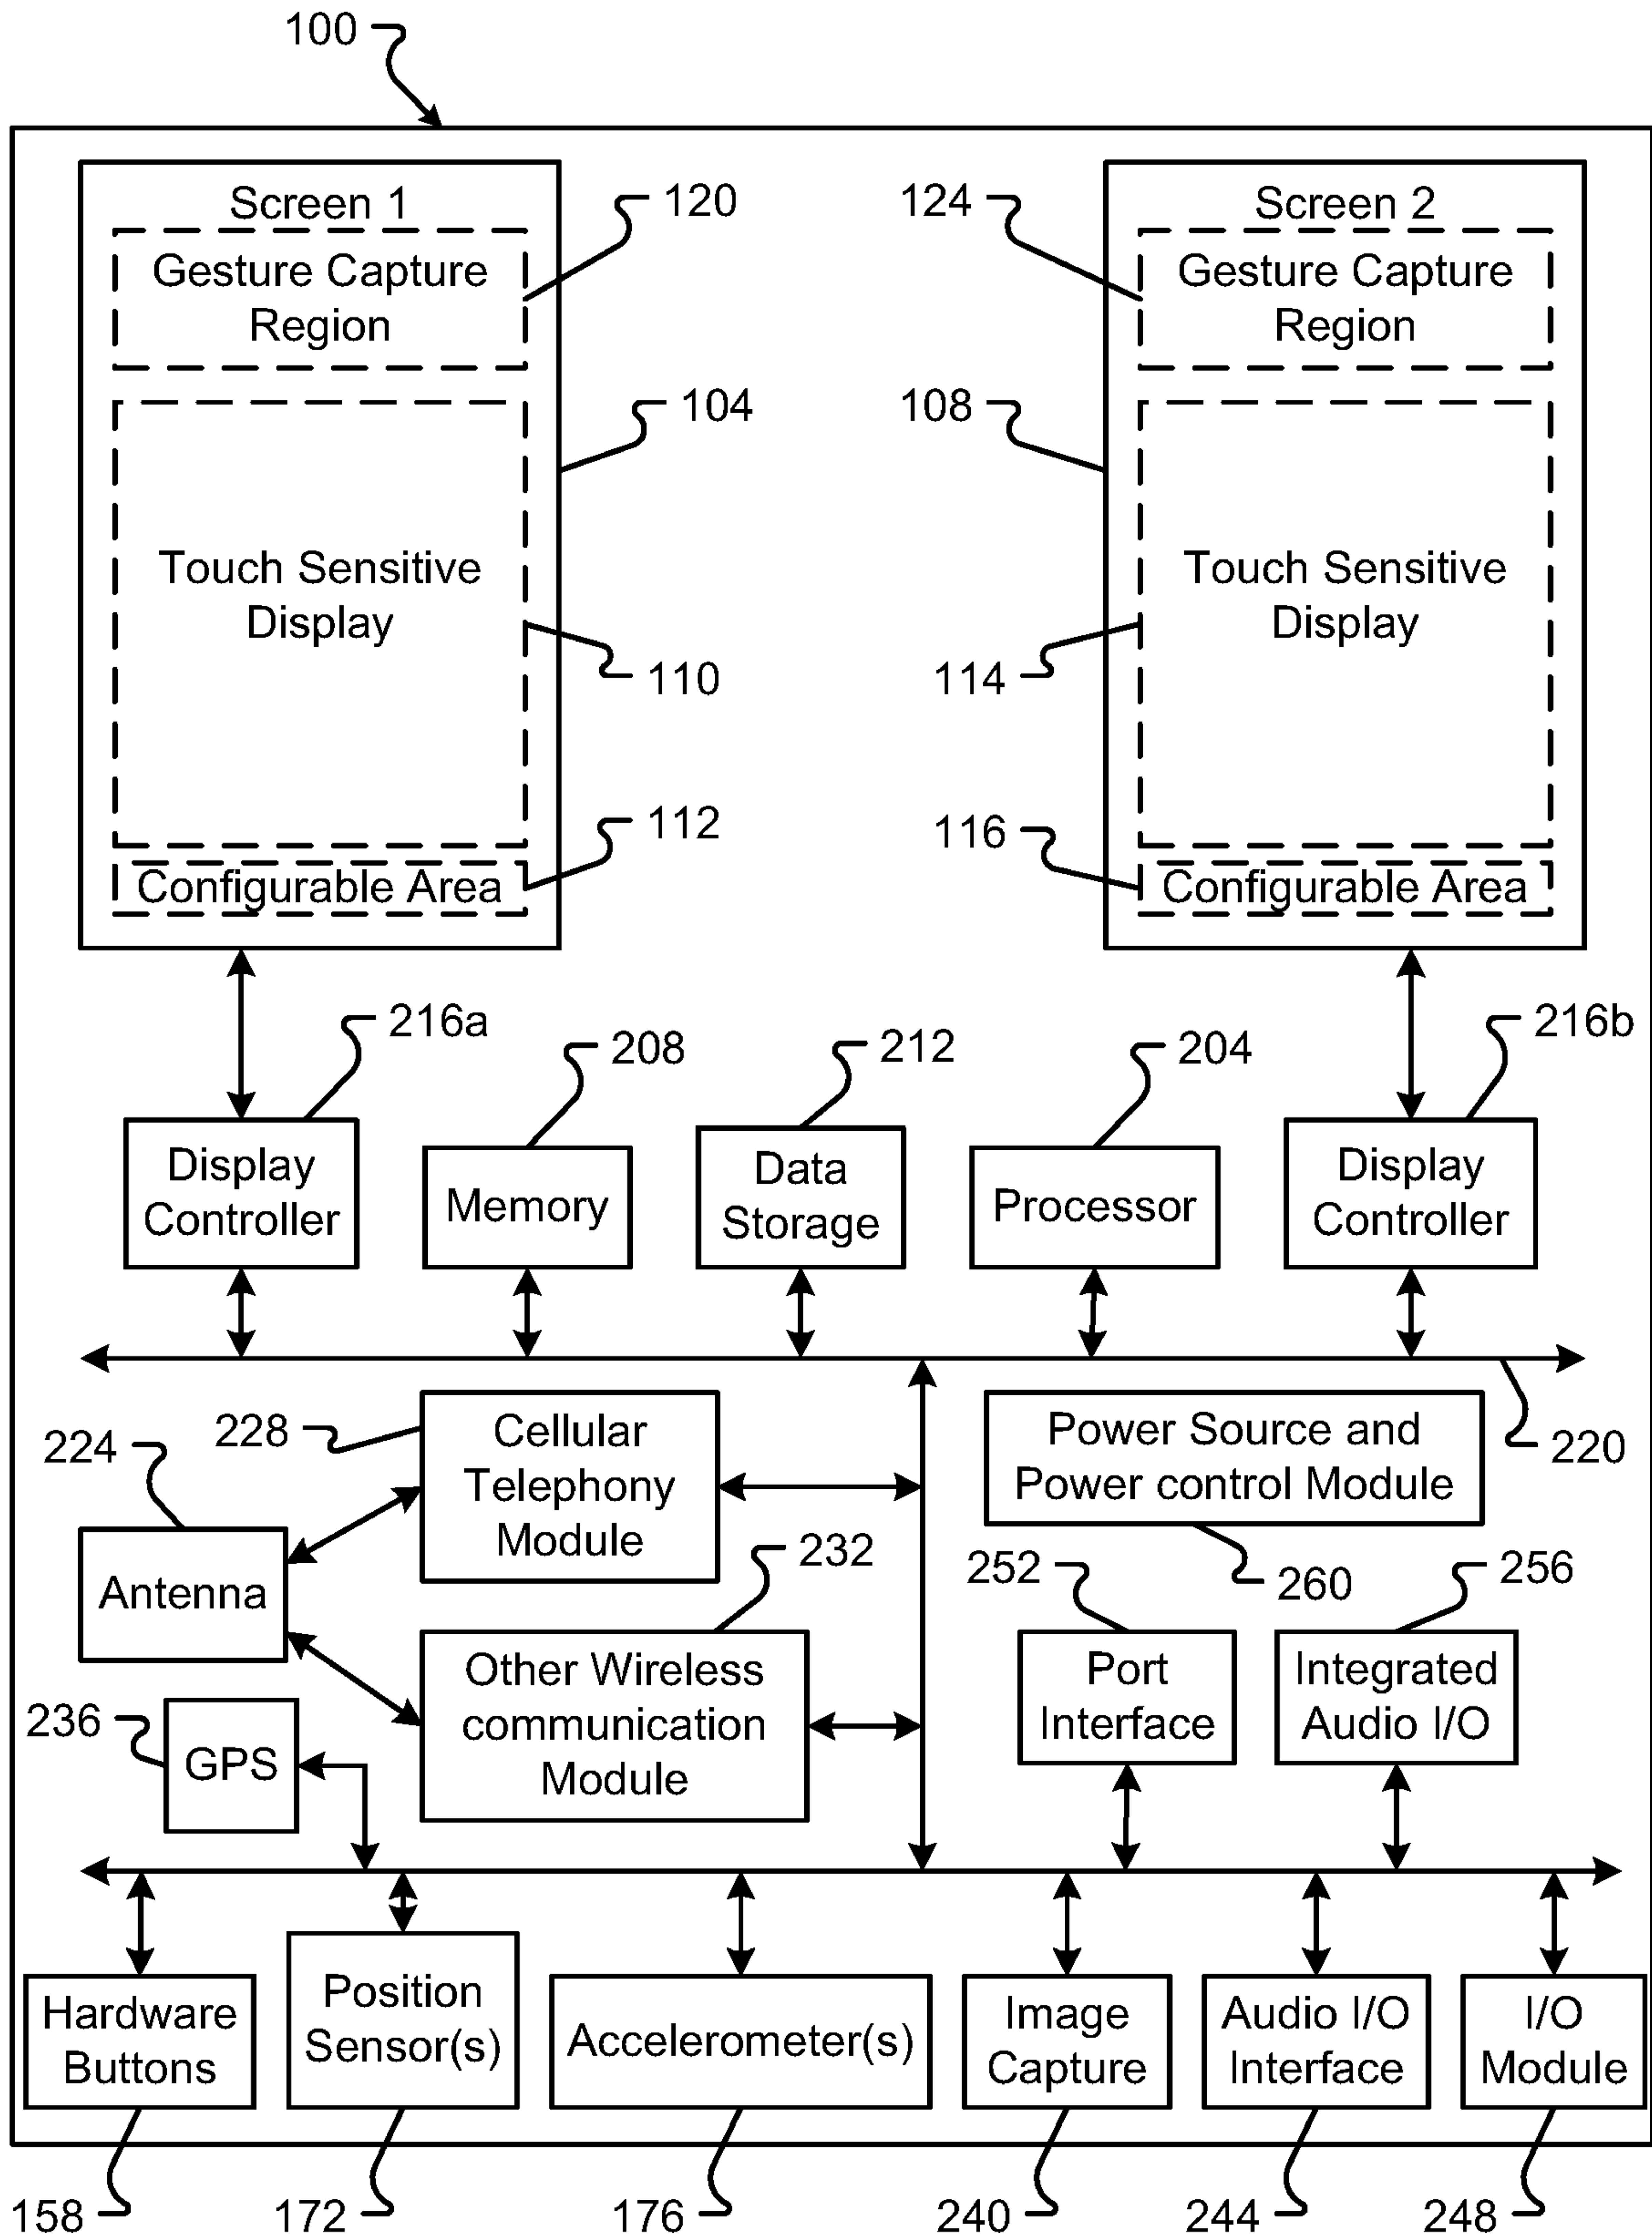 100
Screen 1
120
124
Screen 2
Gesture Capture
Region
Gesture Capture
Region
104
108
Touch Sensitive
Display
Touch Sensitive
Display
110
114
112
116
Configurable Area
Configurable Area
216a
208
212
204
216b
Display
Controller
Memory
Data
Storage
Processor
Display
Controller
228
Cellular
Telephony
Module
Power Source and
Power control Module
220
224
Antenna
232
252
260
256
Other Wireless
communication
Module
Port
Interface
Integrated
Audio I/O
236
GPS
Hardware
Buttons
Position
Sensor(s)
Accelerometer(s)
Image
Capture
Audio I/O
Interface
I/O
Module
158
172
176
240
244
248